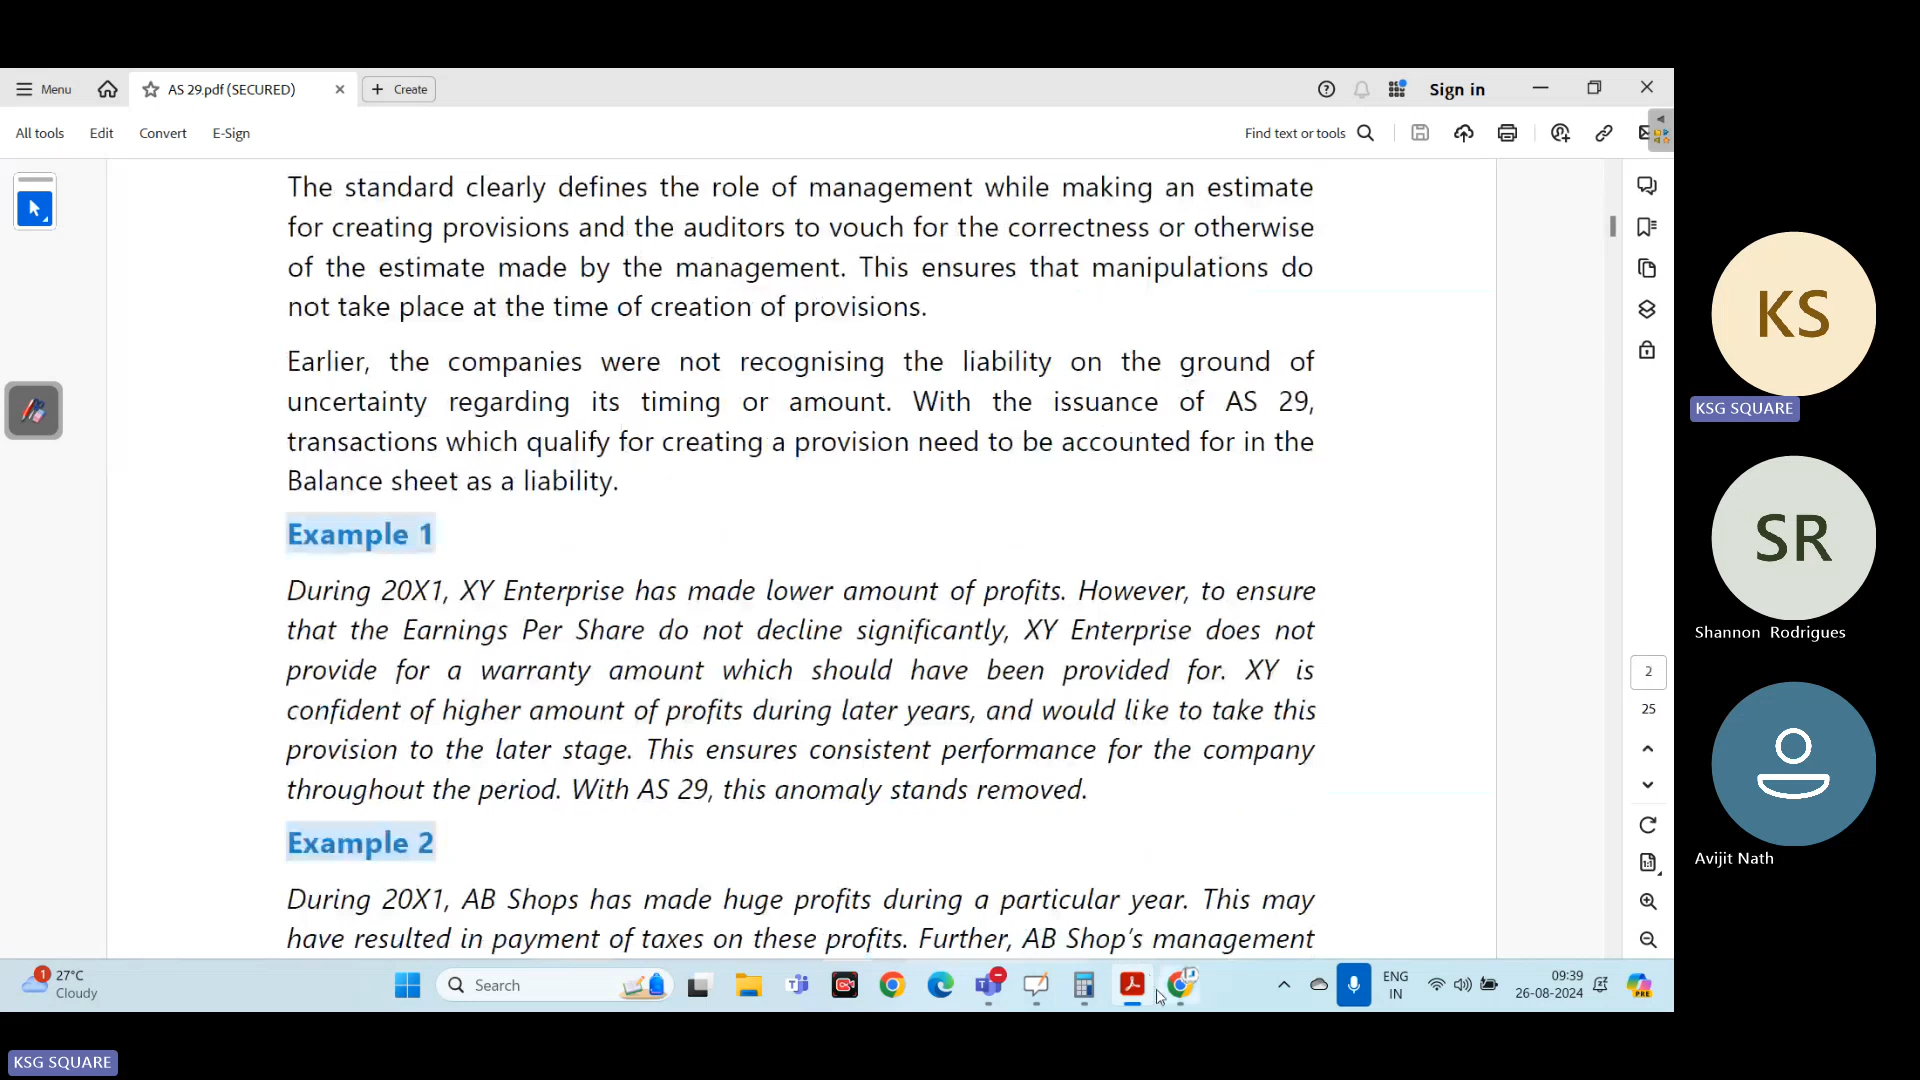 Menu
AS 29.pdf (SECURED)
Create
Sign in
All tools
Edit
Convert
E-Sign
Find text or tools
The standard clearly defines the role of management while making an estimate
for creating provisions and the auditors to vouch for the correctness or otherwise
of the estimate made by the management. This ensures that manipulations do
not take place at the time of creation of provisions.
Earlier, the companies were not recognising the liability on the ground of
uncertainty regarding its timing or amount. With the issuance of AS 29,
transactions which qualify for creating a provision need to be accounted for in the
Balance sheet as a liability.
Example 1
During 20X1, XY Enterprise has made lower amount of profits. However, to ensure
that the Earnings Per Share do not decline significantly, XY Enterprise does not
provide for a warranty amount which should have been provided for. XY is
confident of higher amount of profits during later years, and would like to take this
provision to the later stage. This ensures consistent performance for the company
throughout the period. With AS 29, this anomaly stands removed.
Example 2
During 20X1, AB Shops has made huge profits during a particular year. This may
have resulted in payment of taxes on these profits. Further, AB Shop's management
2
25
KS
KSG SQUARE
SR
Shannon Rodrigues
Avijit Nath
1
27°C
Cloudy
Search
ENG
IN
09:39
26-08-2024
PRE
KSG SQUARE